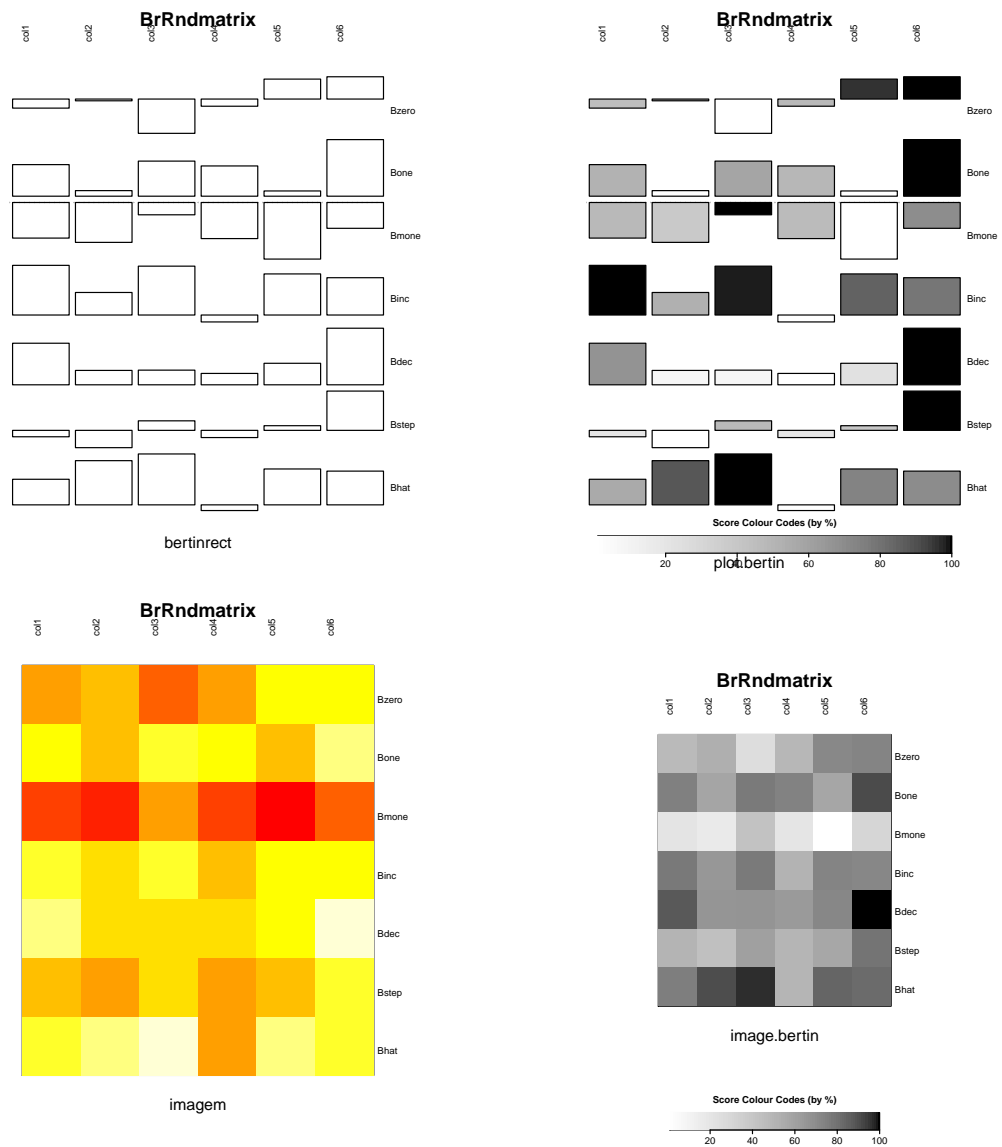 BrRndmatrix
col1 col2 col3 col4 col5 col6
Bzero
Bone
Bmone
Binc
Bdec
Bstep
Bhat
bertinrect
BrRndmatrix
col1 col2 col3 col4 col5 col6
Bzero
Bone
Bmone
Binc
Bdec
Bstep
Bhat
Score Colour Codes (by %)
20 40 60 80 100
plot.bertin
BrRndmatrix
col1 col2 col3 col4 col5 col6
Bzero
Bone
Bmone
Binc
Bdec
Bstep
Bhat
imagem
BrRndmatrix
col1 col2 col3 col4 col5 col6
Bzero
Bone
Bmone
Binc
Bdec
Bstep
Bhat
image.bertin
Score Colour Codes (by %)
20 40 60 80 100